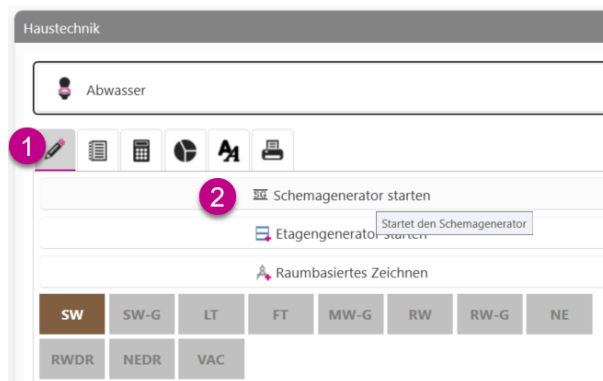 Haustechnik
Abwasser
1
2
SG Schemagenerator starten
Startet den Schemagenerator
Etagengenerator starten
Raumbasiertes Zeichnen
SW SW-G LT FT MW-G RW RW-G NE
RWDR NEDR VAC